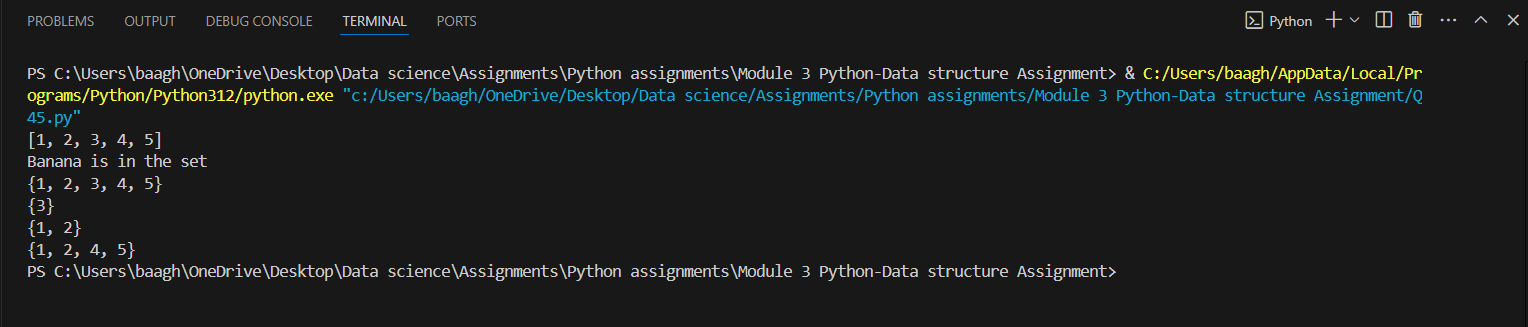 PROBLEMS OUTPUT DEBUG CONSOLE TERMINAL PORTS Python
PS C:\Users\baagh\OneDrive\Desktop\Data science\Assignments\Python assignments\Module 3 Python-Data structure Assignment> & C:/Users/baagh/AppData/Local/Pr
ograms/Python/Python312/python.exe "c:/Users/baagh/OneDrive/Desktop/Data science/Assignments/Python assignments/Module 3 Python-Data structure Assignment/Q
45.py"
[1, 2, 3, 4, 5]
Banana is in the set
{1, 2, 3, 4, 5}
{3}
{1, 2}
{1, 2, 4, 5}
PS C:\Users\baagh\OneDrive\Desktop\Data science\Assignments\Python assignments\Module 3 Python-Data structure Assignment>